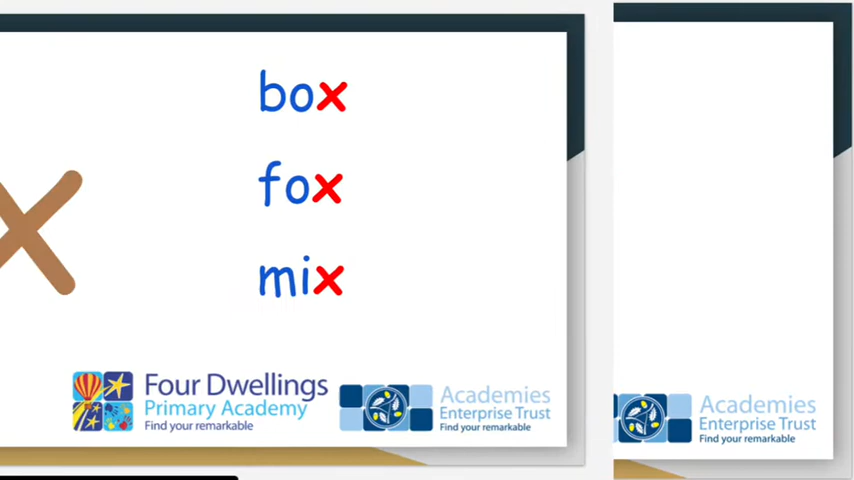 box
fox
mix
x
Four Dwellings
Primary Academy
Find your remarkable
Academies
Enterprise Trust
Find your remarkable
Academies
Enterprise Trust
Find your remarkable